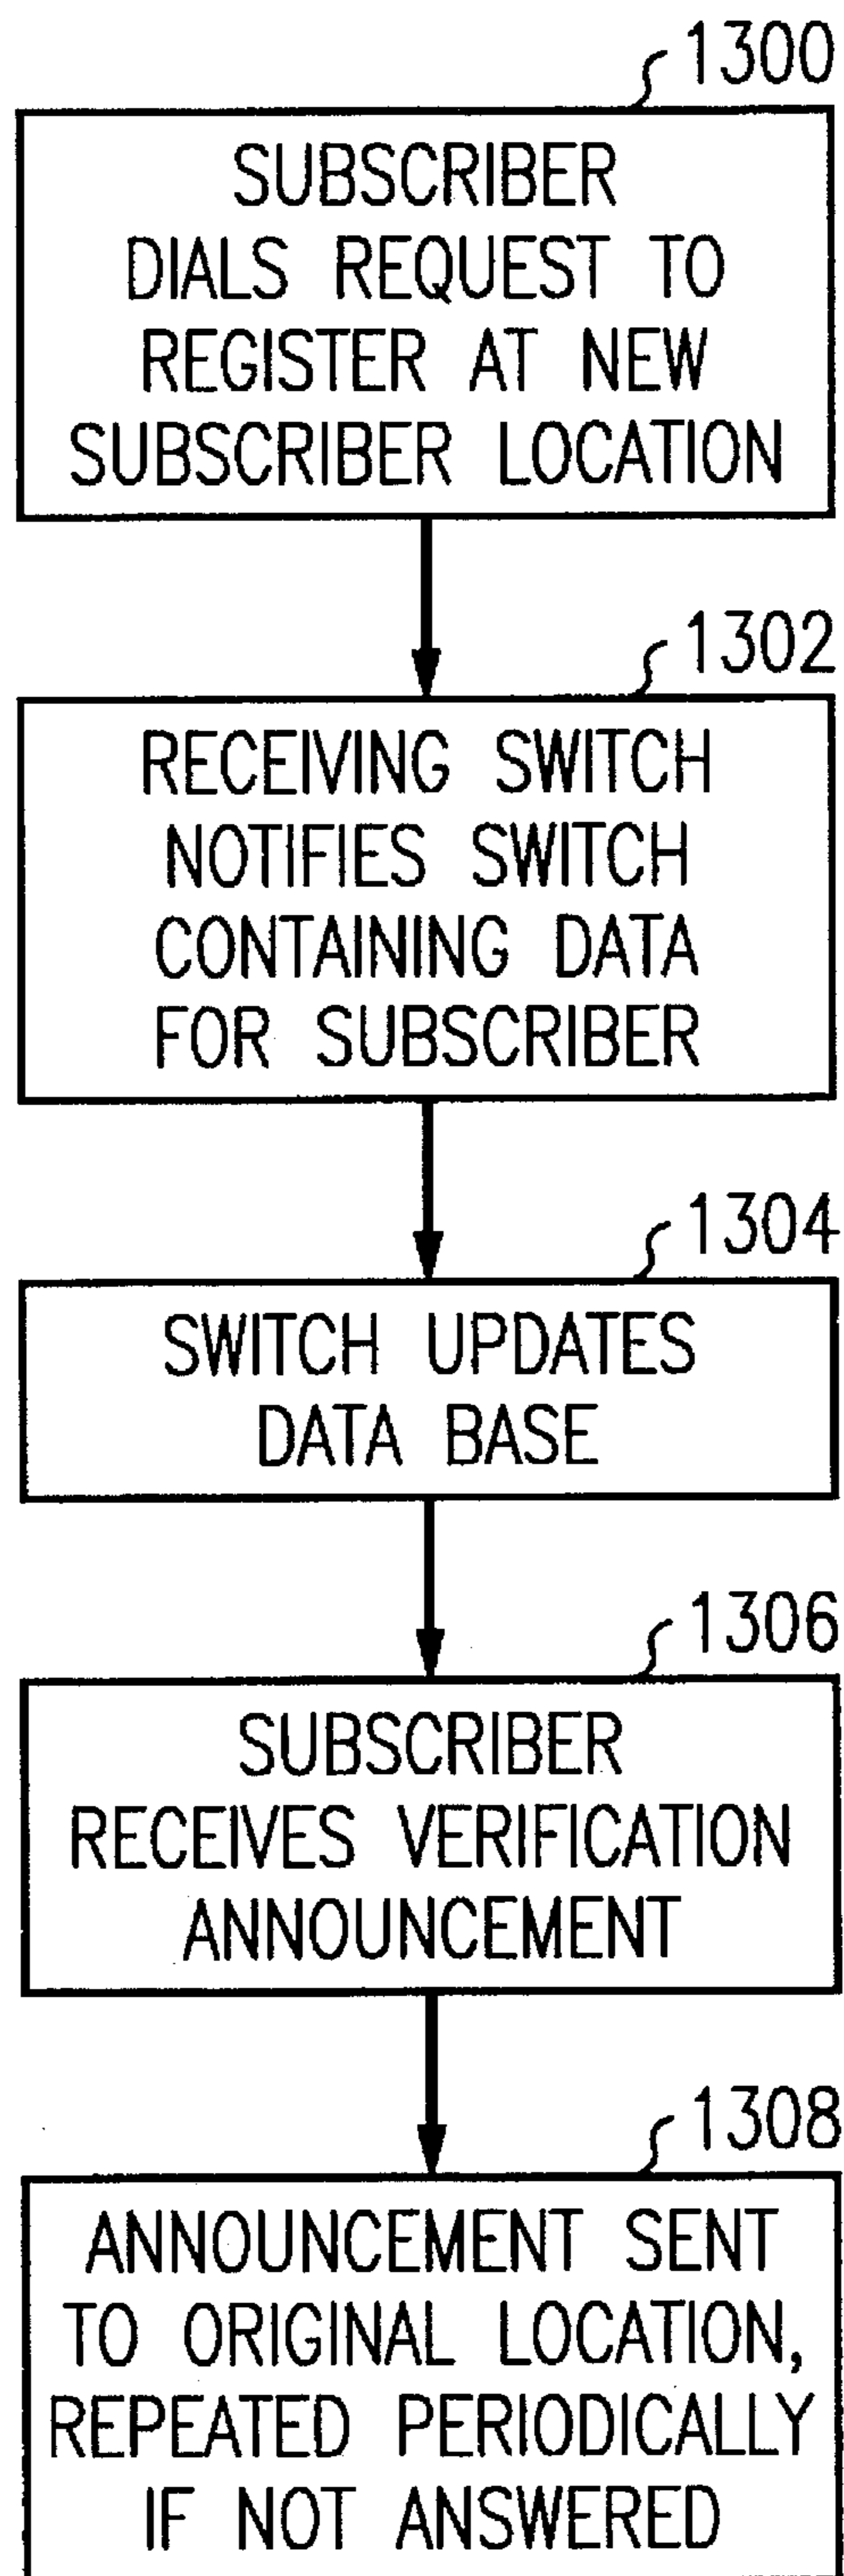 1300
SUBSCRIBER
DIALS REQUEST TO
REGISTER AT NEW
SUBSCRIBER LOCATION
1302
RECEIVING SWITCH
NOTIFIES SWITCH
CONTAINING DATA
FOR SUBSCRIBER
1304
SWITCH UPDATES
DATA BASE
1306
SUBSCRIBER
RECEIVES VERIFICATION
ANNOUNCEMENT
1308
ANNOUNCEMENT SENT
TO ORIGINAL LOCATION,
REPEATED PERIODICALLY
IF NOT ANSWERED